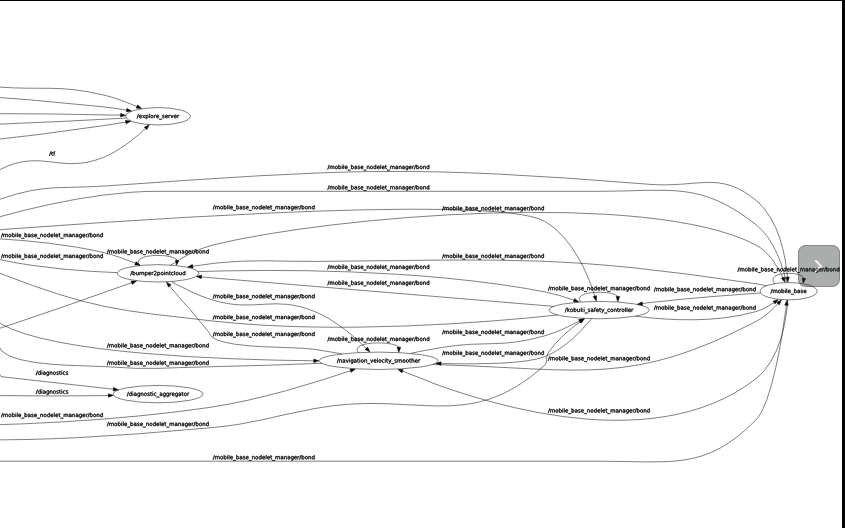 /explore_server
/tf
/mobile_base_nodelet_manager/bond
/mobile_base_nodelet_manager/bond
/mobile_base_nodelet_manager/bond
/mobile_base_nodelet_manager/bond
/mobile_base_nodelet_manager/bond
/mobile_base_nodelet_manager/bond
/mobile_base_nodelet_manager/bond
/mobile_base_nodelet_manager/bond
/mobile_base_nodelet_manager/bond
/mobile_base_nodelet_manager/bond
/bumper2pointcloud
/mobile_base_nodelet_manager/bond
/mobile_base_nodelet_manager/bond
/mobile_base_nodelet_manager/bond
/mobile_base
/mobile_base_nodelet_manager/bond
/mobile_base_nodelet_manager/bond
/kobuki_safety_controller
/mobile_base_nodelet_manager/bond
/mobile_base_nodelet_manager/bond
/mobile_base_nodelet_manager/bond
/mobile_base_nodelet_manager/bond
/mobile_base_nodelet_manager/bond
/mobile_base_nodelet_manager/bond
/mobile_base_nodelet_manager/bond
/mobile_base_nodelet_manager/bond
/navigation_velocity_smoother
/mobile_base_nodelet_manager/bond
/diagnostics
/diagnostics
/diagnostic_aggregator
/mobile_base_nodelet_manager/bond
/mobile_base_nodelet_manager/bond
/mobile_base_nodelet_manager/bond
/mobile_base_nodelet_manager/bond